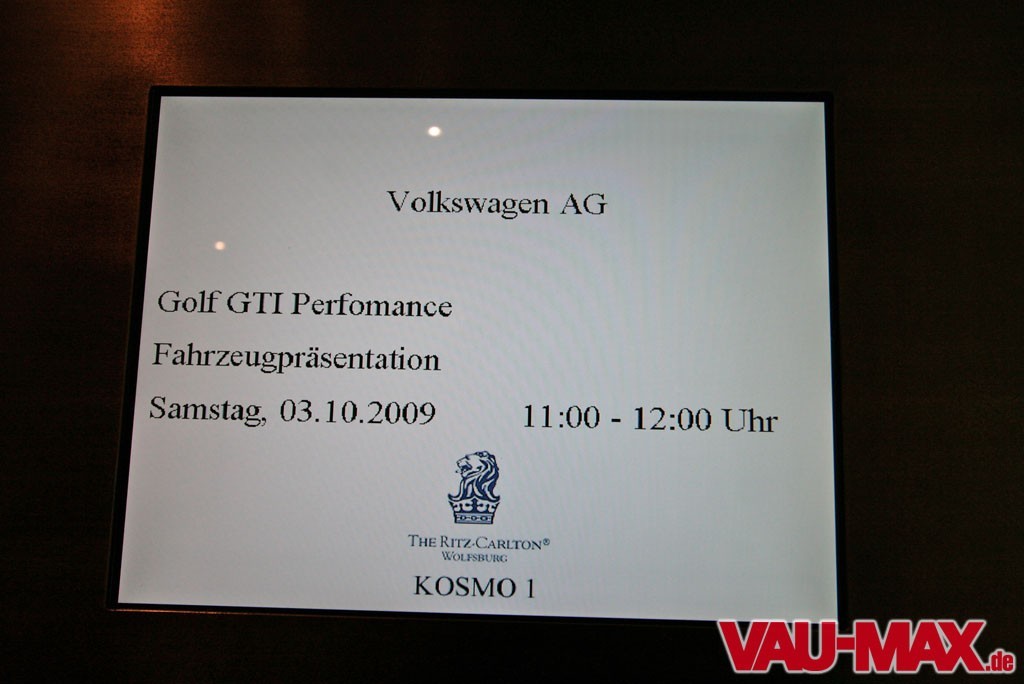 Volkswagen AG
Golf GTI Perfomance
Fahrzeugpräsentation
Samstag, 03.10.2009 11:00 - 12:00 Uhr
THE RITZ-CARLTON®
WOLFSBURG
KOSMO 1
VAU-MAX.de